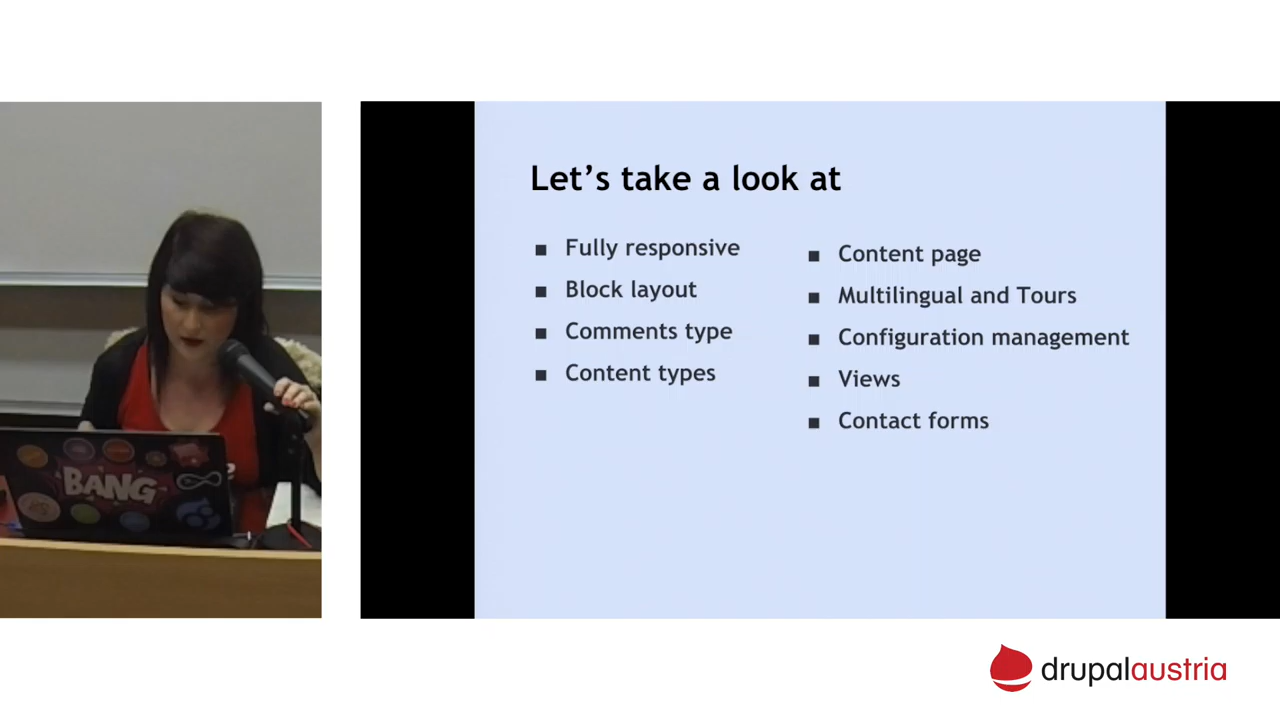 Let's take a look at
▪ Fully responsive
▪ Block layout
▪ Comments type
▪ Content types
▪ Content page
▪ Multilingual and Tours
▪ Configuration management
▪ Views
▪ Contact forms
BANG
drupalaustria